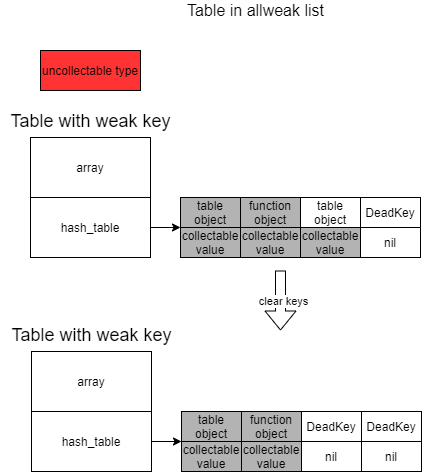 Table in allweak list
uncollectable type
Table with weak key
array
hash_table
table
object
function
object
table
object
DeadKey
collectable
value
collectable
value
collectable
value
nil
clear keys
Table with weak key
array
hash_table
table
object
function
object
DeadKey
DeadKey
collectable
value
collectable
value
nil
nil